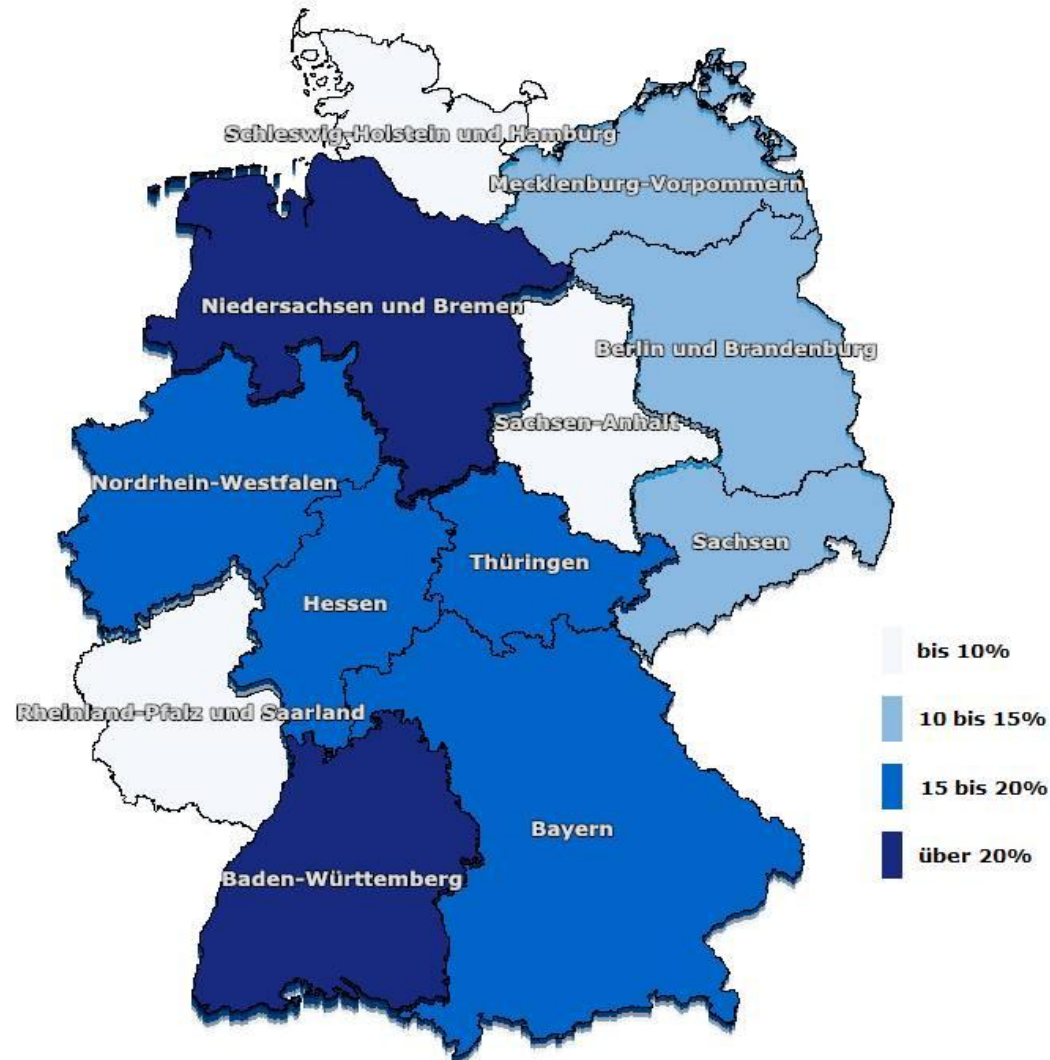 Schleswig-Holstein und Hamburg
Mecklenburg-Vorpommern
Niedersachsen und Bremen
Berlin und Brandenburg
Sachsen-Anhalt
Nordrhein-Westfalen
Sachsen
Thüringen
Hessen
Rheinland-Pfalz und Saarland
Bayern
Baden-Württemberg
bis 10%
10 bis 15%
15 bis 20%
über 20%